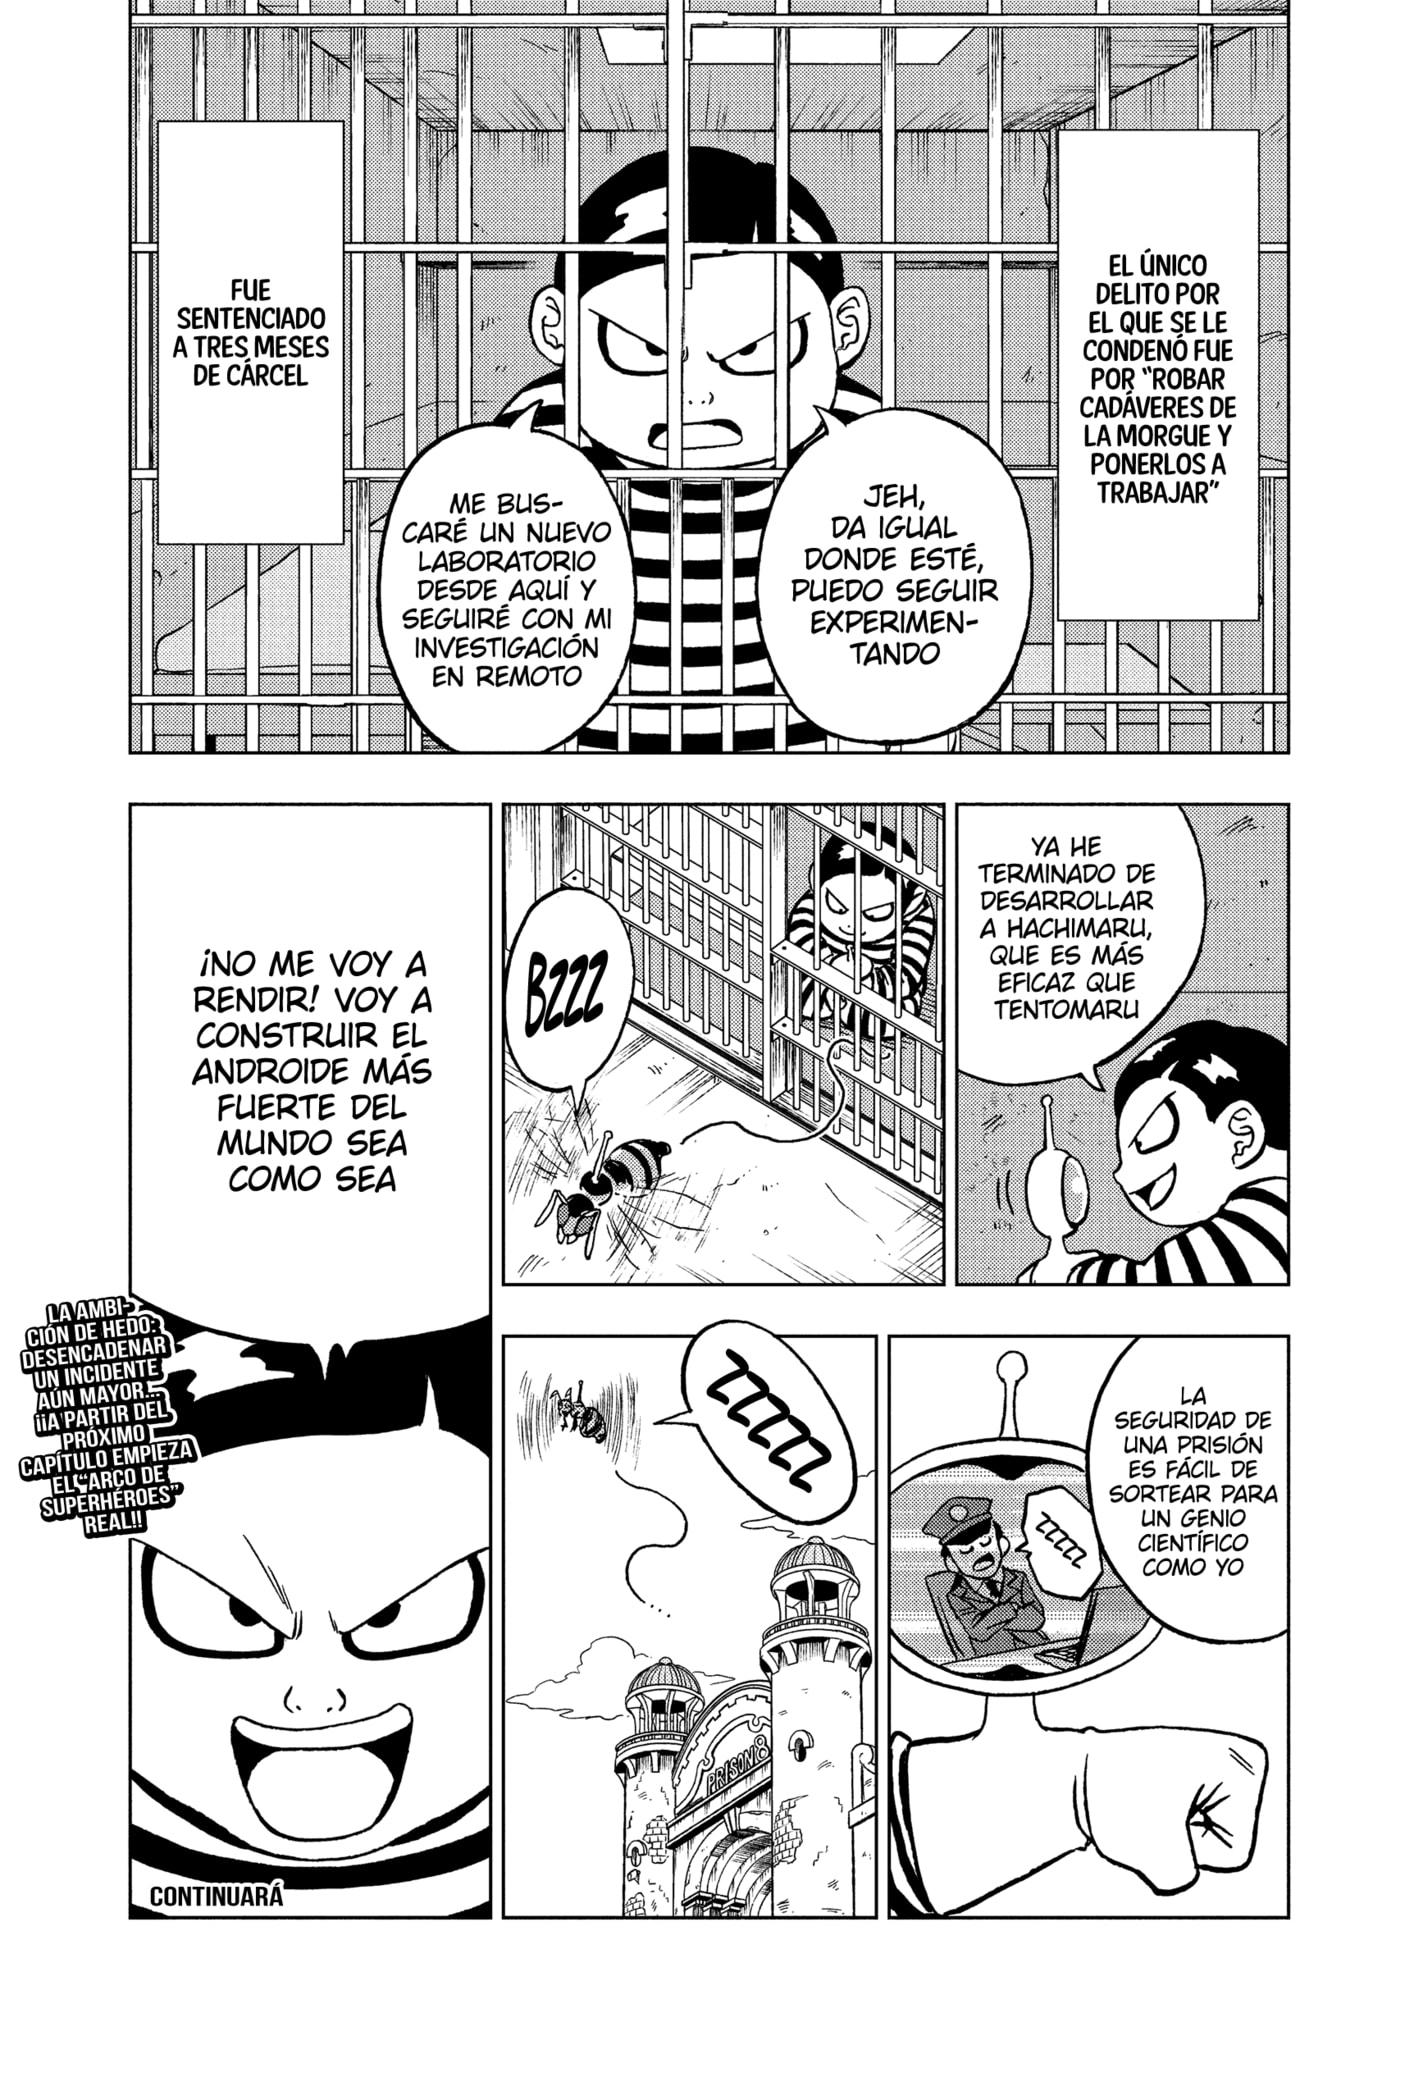 EL ÚNICO
DELITO POR
EL QUE SE LE
CONDENÓ FUE
POR "ROBAR
CADÁVERES DE
LA MORGUE Y
PONERLOS A
TRABAJAR"
JEH,
DA IGUAL
DONDE ESTÉ,
PUEDO SEGUIR
EXPERIMEN-
TANDO
ME BUS-
CARÉ UN NUEVO
LABORATORIO
DESDE AQUÍ Y
SEGUIRÉ CON MI
INVESTIGACIÓN
EN REMOTO
FUE
SENTENCIADO
A TRES MESES
DE CÁRCEL
YA HE
TERMINADO DE
DESARROLLAR
A HACHIMARU,
QUE ES MÁS
EFICAZ QUE
TENTOMARU
BZZZ
LA
SEGURIDAD DE
UNA PRISIÓN
ES FÁCIL DE
SORTEAR PARA
UN GENIO
CIENTÍFICO
COMO YO
ZZZZZ
ZZZZZ
PRISON 8
¡NO ME VOY A
RENDIR! VOY A
CONSTRUIR EL
ANDROIDE MÁS
FUERTE DEL
MUNDO SEA
COMO SEA
LA AMBI-
CIÓN DE HEDO:
DESENCADENAR
UN INCIDENTE
AÚN MAYOR...
¡¡A PARTIR DEL
PRÓXIMO
CAPÍTULO EMPIEZA
EL "ARCO DE
SUPERHÉROES"
REAL!!
CONTINUARÁ